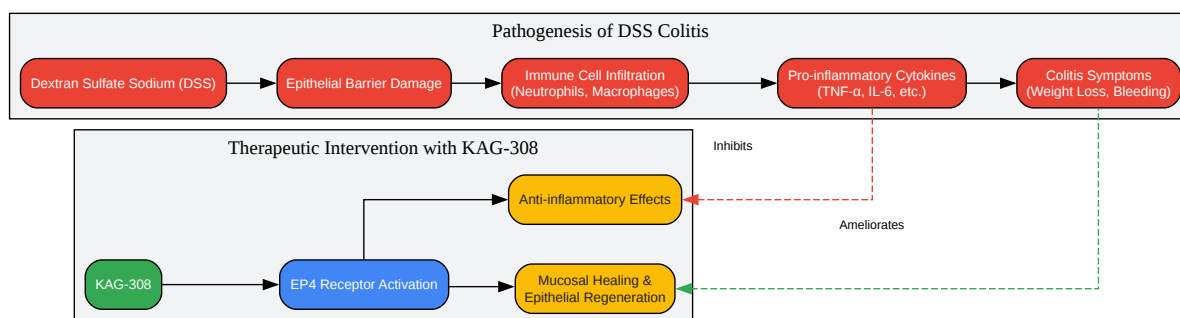 Pathogenesis of DSS Colitis
Dextran Sulfate Sodium (DSS)
Epithelial Barrier Damage
Immune Cell Infiltration
(Neutrophils, Macrophages)
Pro-inflammatory Cytokines
(TNF-α, IL-6, etc.)
Colitis Symptoms
(Weight Loss, Bleeding)
Therapeutic Intervention with KAG-308
Inhibits
Anti-inflammatory Effects
Ameliorates
KAG-308
EP4 Receptor Activation
Mucosal Healing &
Epithelial Regeneration